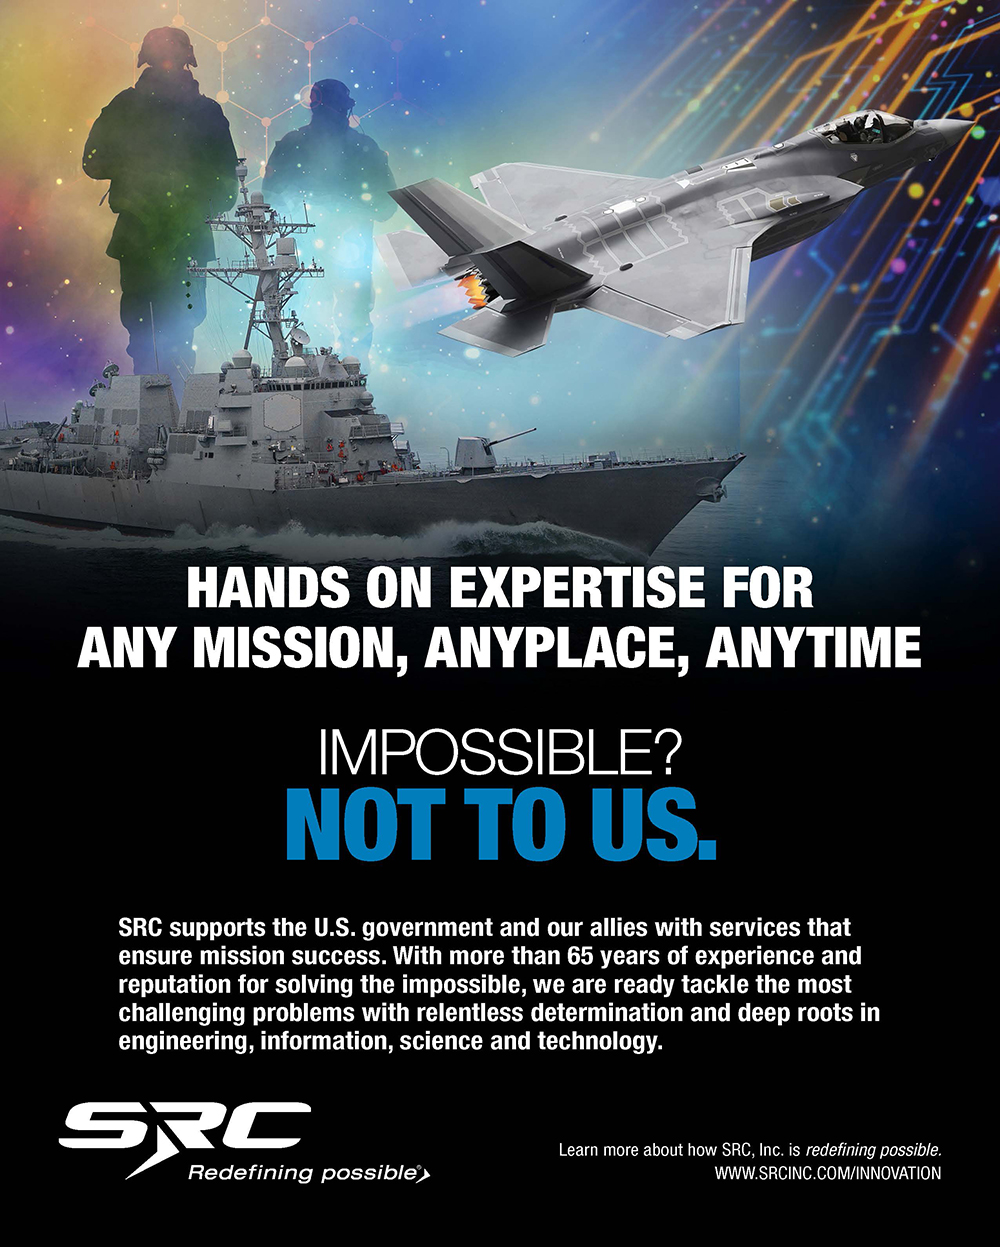 HANDS ON EXPERTISE FOR
ANY MISSION, ANYPLACE, ANYTIME
IMPOSSIBLE?
NOT TO US.
SRC supports the U.S. government and our allies with services that
ensure mission success. With more than 65 years of experience and
reputation for solving the impossible, we are ready tackle the most
challenging problems with relentless determination and deep roots in
engineering, information, science and technology.
SRC
Redefining possible®
Learn more about how SRC, Inc. is redefining possible.
WWW.SRCINC.COM/INNOVATION